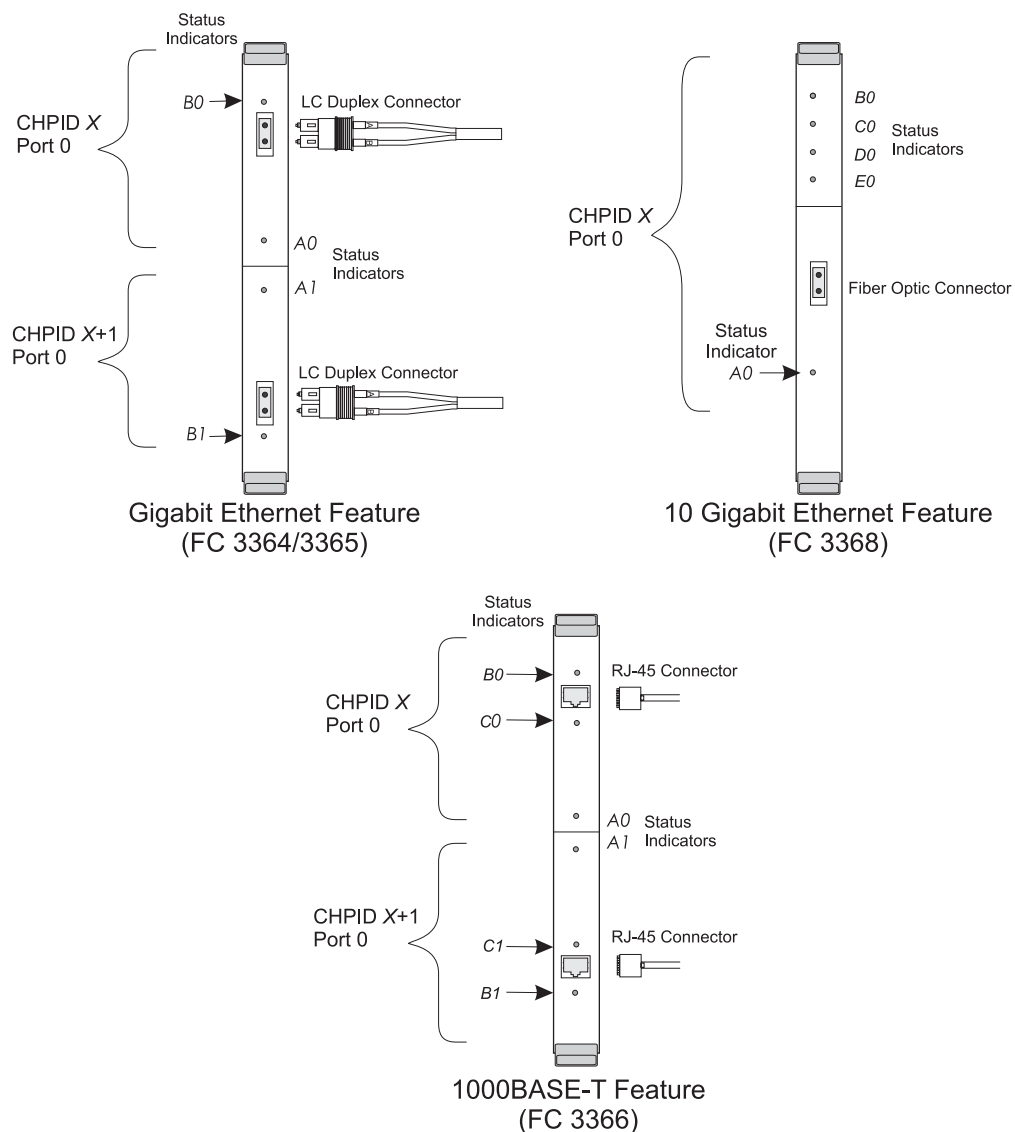 Status
Indicators
B0
LC Duplex Connector
CHPID X
Port 0
A0
Status
Indicators
A1
CHPID X+1
Port 0
LC Duplex Connector
B1
Gigabit Ethernet Feature
(FC 3364/3365)
B0
C0
Status
Indicators
D0
E0
CHPID X
Port 0
Fiber Optic Connector
Status
Indicator
A0
10 Gigabit Ethernet Feature
(FC 3368)
Status
Indicators
B0
RJ-45 Connector
CHPID X
Port 0
C0
A0
Status
A1
Indicators
CHPID X+1
Port 0
C1
RJ-45 Connector
B1
1000BASE-T Feature
(FC 3366)